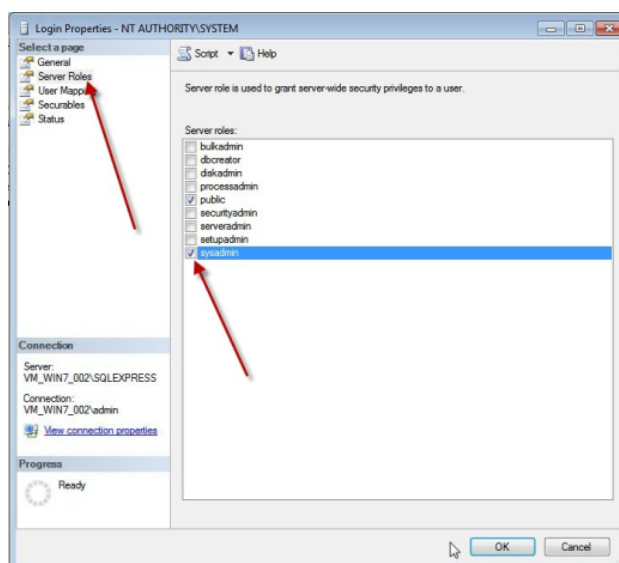 Login Properties - NT AUTHORITY\SYSTEM
Select a page
General
Server Roles
User Mapping
Securables
Status
Script
Help
Server role is used to grant server-wide security privileges to a user.
Server roles:
bulkadmin
dbcreator
diskadmin
processadmin
public
securityadmin
serveradmin
setupadmin
sysadmin
Connection
Server:
VM_WIN7_002\SQLEXPRESS
Connection:
VM_WIN7_002\admin
View connection properties
Progress
Ready
OK
Cancel